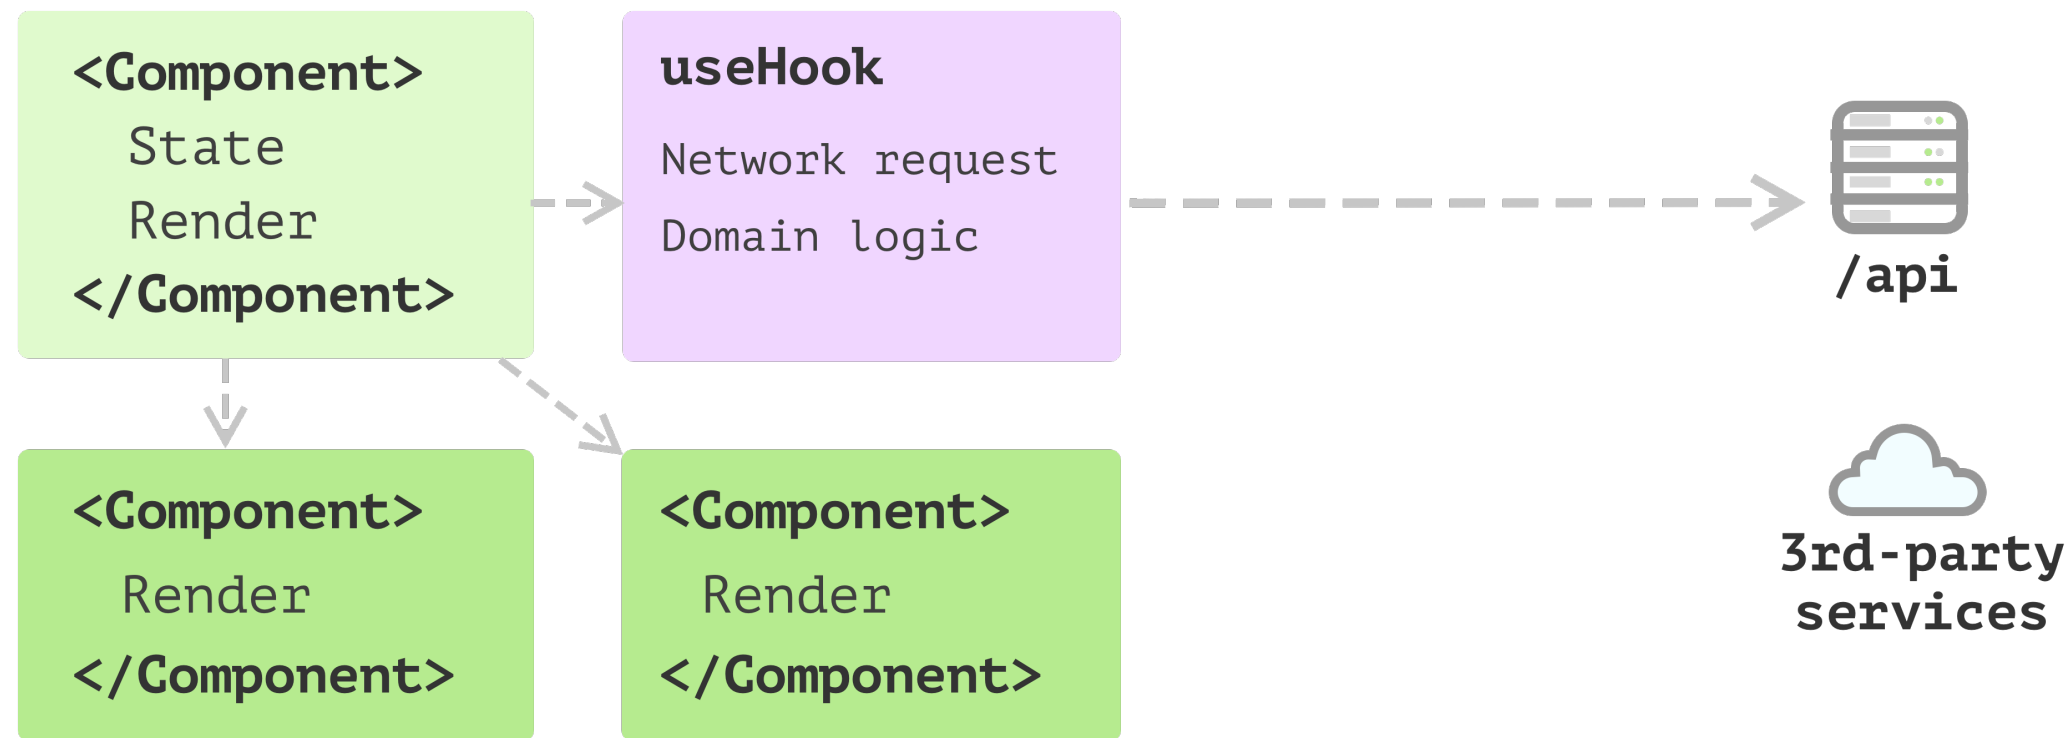 <Component>
State
Render
</Component>
useHook
Network request
Domain logic
/api
<Component>
Render
</Component>
<Component>
Render
</Component>
3rd-party
services